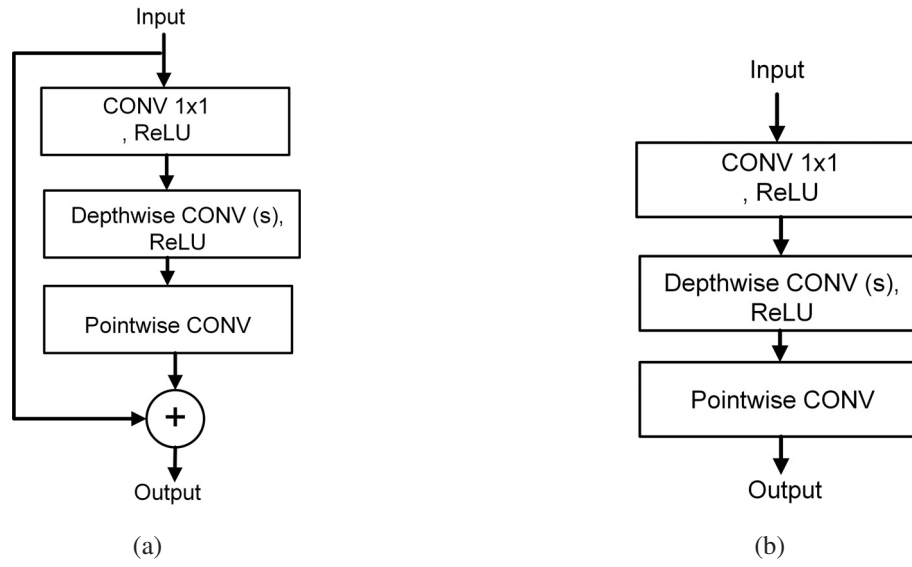 Input
CONV 1x1
, ReLU
Depthwise CONV (s),
ReLU
Pointwise CONV
+
Output
(a)
Input
CONV 1x1
, ReLU
Depthwise CONV (s),
ReLU
Pointwise CONV
Output
(b)